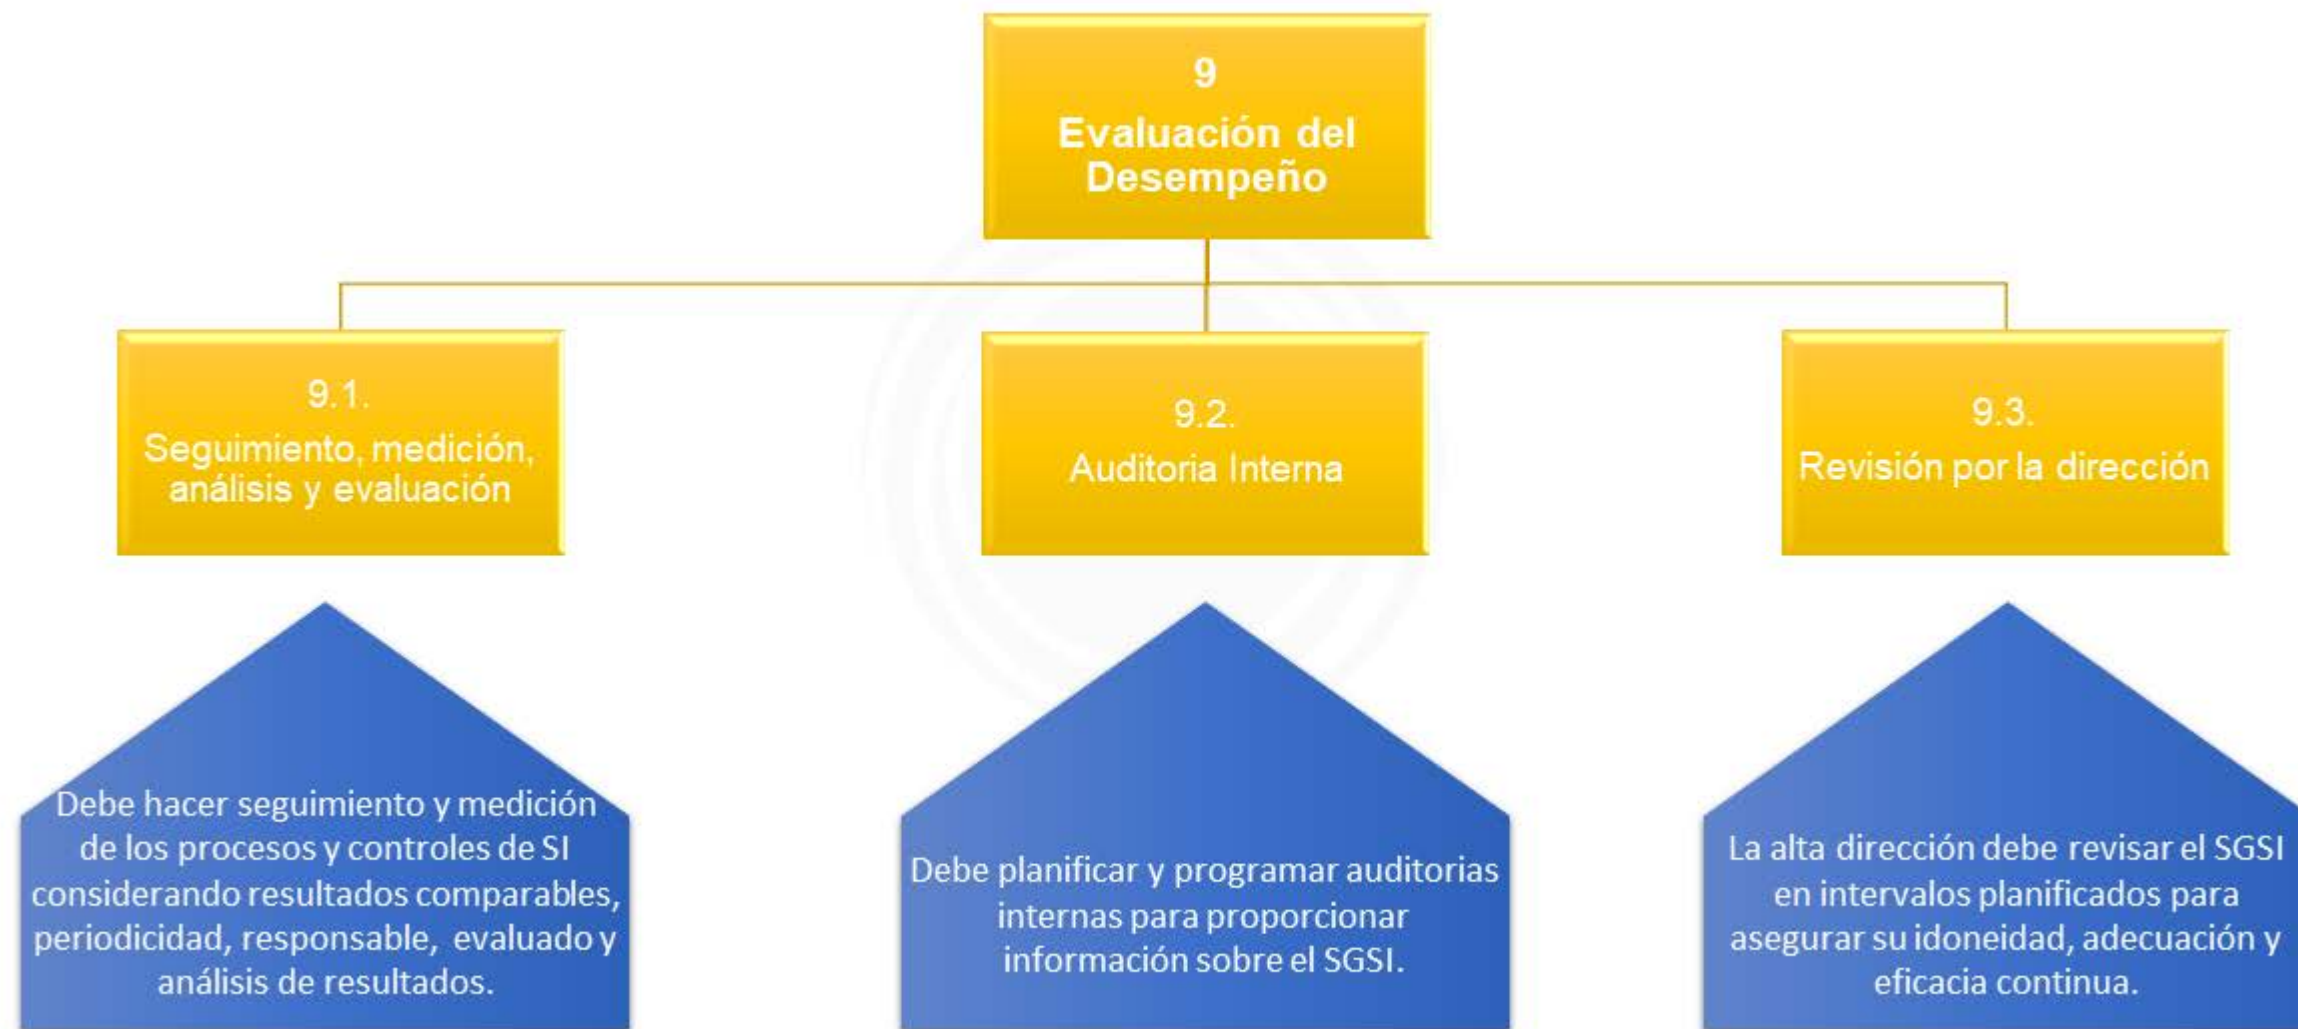 9
Evaluación del
Desempeño
9.1.
Seguimiento, medición,
análisis y evaluación
9.2.
Auditoria Interna
9.3.
Revisión por la dirección
Debe hacer seguimiento y medición
de los procesos y controles de SI
considerando resultados comparables,
periodicidad, responsable, evaluado y
análisis de resultados.
Debe planificar y programar auditorias
internas para proporcionar
información sobre el SGSI.
La alta dirección debe revisar el SGSI
en intervalos planificados para
asegurar su idoneidad, adecuación y
eficacia continua.